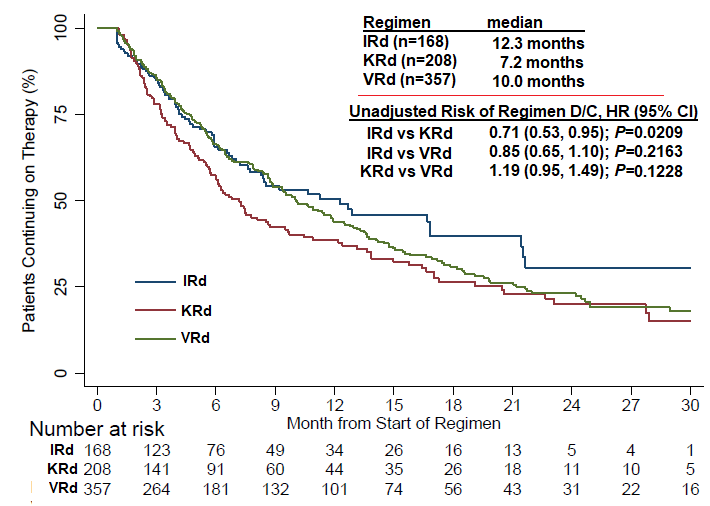 Regimen median
IRd (n=168) 12.3 months
KRd (n=208) 7.2 months
VRd (n=357) 10.0 months
Unadjusted Risk of Regimen D/C, HR (95% CI)
IRd vs KRd 0.71 (0.53, 0.95); P=0.0209
IRd vs VRd 0.85 (0.65, 1.10); P=0.2163
KRd vs VRd 1.19 (0.95, 1.49); P=0.1228
Patients Continuing on Therapy (%)
100
75
50
25
0
IRd
KRd
VRd
0 3 6 9 12 15 18 21 24 27 30
Month from Start of Regimen
Number at risk
IRd 168 123 76 49 34 26 16 13 5 4 1
KRd 208 141 91 60 44 35 26 18 11 10 5
VRd 357 264 181 132 101 74 56 43 31 22 16